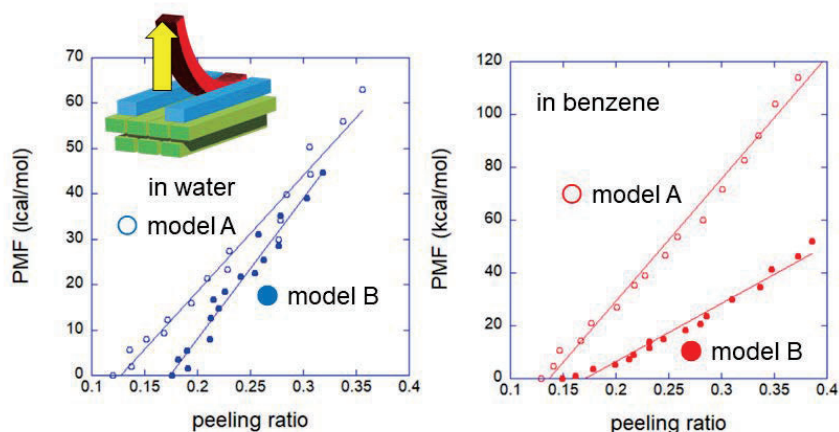 70
60
50
40
30
20
10
0
0.1
0.15
0.2
0.25
0.3
0.35
0.4
PMF (lcal/mol)
peeling ratio
in water
model A
model B
120
100
80
60
40
20
0
0.1
0.15
0.2
0.25
0.3
0.35
0.4
PMF (kcal/mol)
peeling ratio
in benzene
model A
model B